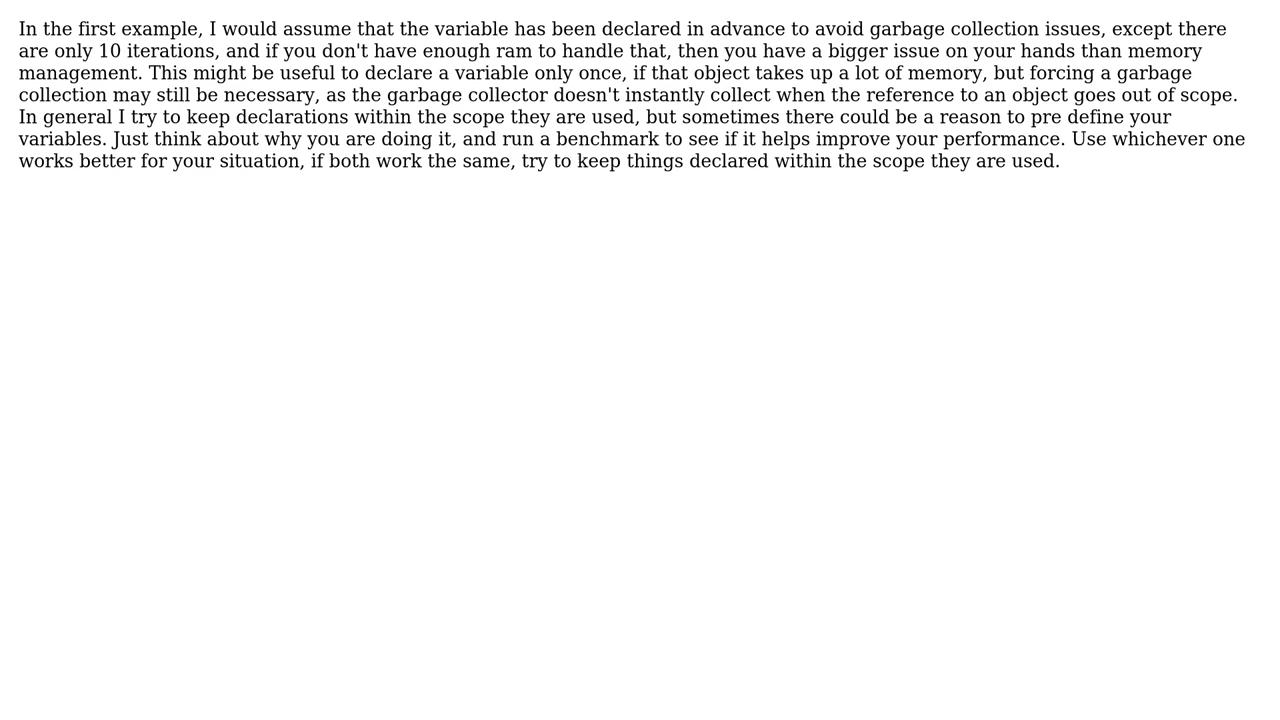 In the first example, I would assume that the variable has been declared in advance to avoid garbage collection issues, except there
are only 10 iterations, and if you don't have enough ram to handle that, then you have a bigger issue on your hands than memory
management. This might be useful to declare a variable only once, if that object takes up a lot of memory, but forcing a garbage
collection may still be necessary, as the garbage collector doesn't instantly collect when the reference to an object goes out of scope.
In general I try to keep declarations within the scope they are used, but sometimes there could be a reason to pre define your
variables. Just think about why you are doing it, and run a benchmark to see if it helps improve your performance. Use whichever one
works better for your situation, if both work the same, try to keep things declared within the scope they are used.